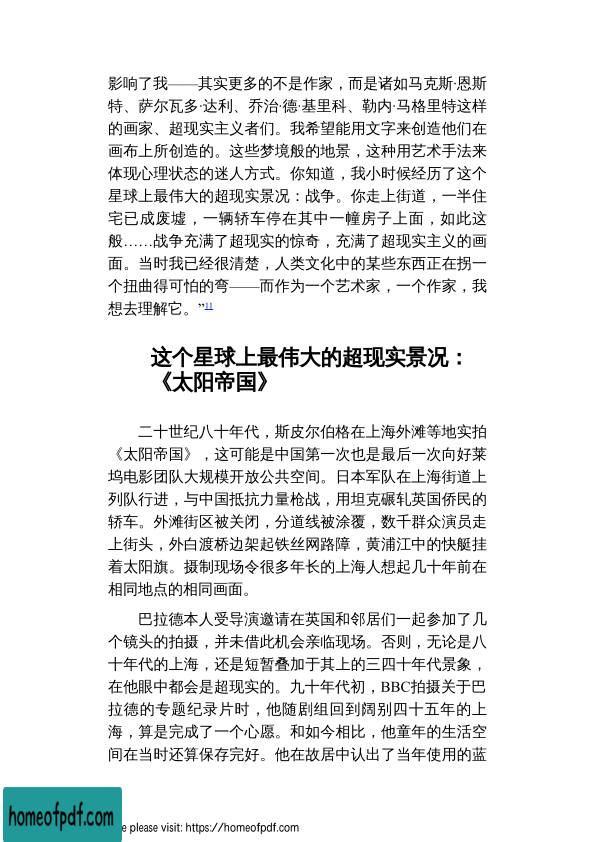 影响了我——其实更多的不是作家，而是诸如马克斯·恩斯
特、萨尔瓦多·达利、乔治·德·基里科、勒内·马格里特这样
的画家、超现实主义者们。我希望能用文字来创造他们在
画布上所创造的。这些梦境般的地景，这种用艺术手法来
体现心理状态的迷人方式。你知道，我小时候经历了这个
星球上最伟大的超现实景况：战争。你走上街道，一半住
宅已成废墟，一辆轿车停在其中一幢房子上面，如此这
般……战争充满了超现实的惊奇，充满了超现实主义的画
面。当时我已经很清楚，人类文化中的某些东西正在拐一
个扭曲得可怕的弯——而作为一个艺术家，一个作家，我
想去理解它。”11
这个星球上最伟大的超现实景况：
《太阳帝国》
二十世纪八十年代，斯皮尔伯格在上海外滩等地实拍
《太阳帝国》，这可能是中国第一次也是最后一次向好莱
坞电影团队大规模开放公共空间。日本军队在上海街道上
列队行进，与中国抵抗力量枪战，用坦克碾轧英国侨民的
轿车。外滩街区被关闭，分道线被涂覆，数千群众演员走
上街头，外白渡桥边架起铁丝网路障，黄浦江中的快艇挂
着太阳旗。摄制现场令很多年长的上海人想起几十年前在
相同地点的相同画面。
巴拉德本人受导演邀请在英国和邻居们一起参加了几
个镜头的拍摄，并未借此机会亲临现场。否则，无论是八
十年代的上海，还是短暂叠加于其上的三四十年代景象，
在他眼中都会是超现实的。九十年代初，BBC拍摄关于巴
拉德的专题纪录片时，他随剧组回到阔别四十五年的上
海，算是完成了一个心愿。和如今相比，他童年的生活空
间在当时还算保存完好。他在故居中认出了当年使用的蓝
homeofpdf.com
e please visit: https://homeofpdf.com